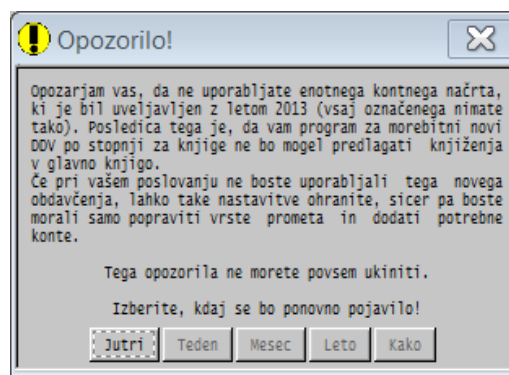 Opozorilo!
Opozarjam vas, da ne uporabljate enotnega kontnega načrta,
ki je bil uveljavljen z letom 2013 (vsaj označenega nimate
tako). Posledica tega je, da vam program za morebitni novi
DDV po stopnji za knjige ne bo mogel predlagati knjiženja
v glavno knjigo.
Če pri vašem poslovanju ne boste uporabljali tega novega
obdavčenja, lahko take nastavitve ohranite, sicer pa boste
morali samo popraviti vrste prometa in dodati potrebne
konte.
Tega opozorila ne morete povsem ukiniti.
Izberite, kdaj se bo ponovno pojavilo!
Jutri Teden Mesec Leto Kako